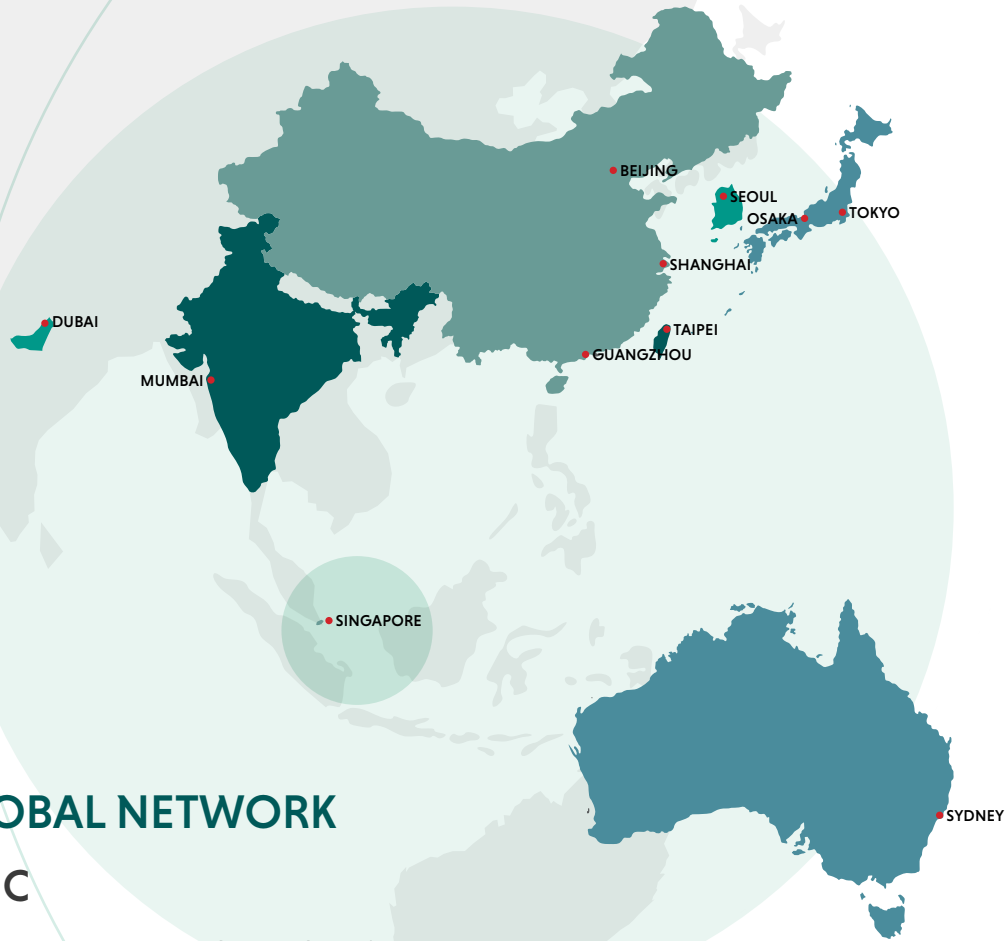 BEIJING
SEOUL
OSAKA
TOKYO
SHANGHAI
DUBAI
TAIPEI
GUANGZHOU
MUMBAI
SINGAPORE
OBAL NETWORK
SYDNEY
C